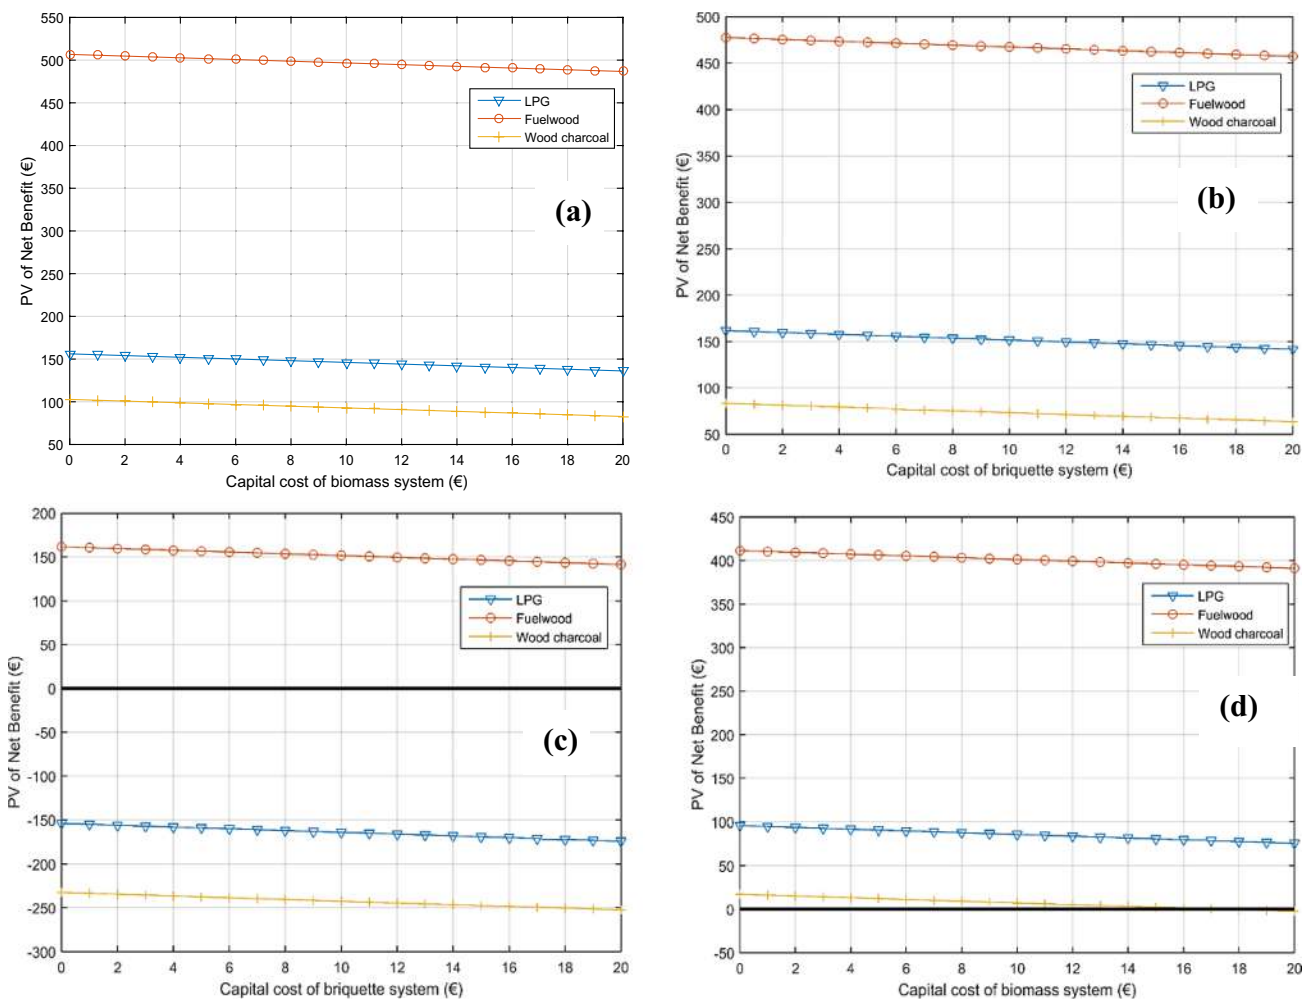 550
500
450
400
350
300
250
200
150
100
50
0 2 4 6 8 10 12 14 16 18 20
PV of Net Benefit (€)
Capital cost of biomass system (€)
LPG
Fuelwood
Wood charcoal
(a)
500
450
400
350
300
250
200
150
100
50
0 2 4 6 8 10 12 14 16 18 20
PV of Net Benefit (€)
Capital cost of briquette system (€)
LPG
Fuelwood
Wood charcoal
(b)
200
150
100
50
0
-50
-100
-150
-200
-250
-300
0 2 4 6 8 10 12 14 16 18 20
PV of Net Benefit (€)
Capital cost of briquette system (€)
LPG
Fuelwood
Wood charcoal
(c)
450
400
350
300
250
200
150
100
50
0
-50
0 2 4 6 8 10 12 14 16 18 20
PV of Net Benefit (€)
Capital cost of biomass system (€)
LPG
Fuelwood
Wood charcoal
(d)